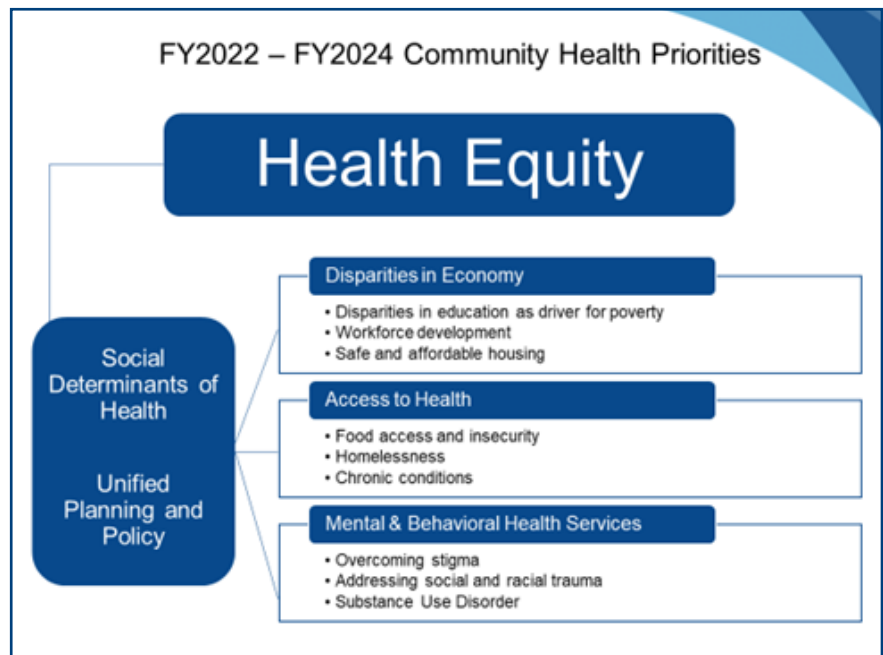 FY2022 – FY2024 Community Health Priorities
Health Equity
Social
Determinants of
Health
Unified
Planning and
Policy
Disparities in Economy
• Disparities in education as driver for poverty
• Workforce development
• Safe and affordable housing
Access to Health
• Food access and insecurity
• Homelessness
• Chronic conditions
Mental & Behavioral Health Services
• Overcoming stigma
• Addressing social and racial trauma
• Substance Use Disorder